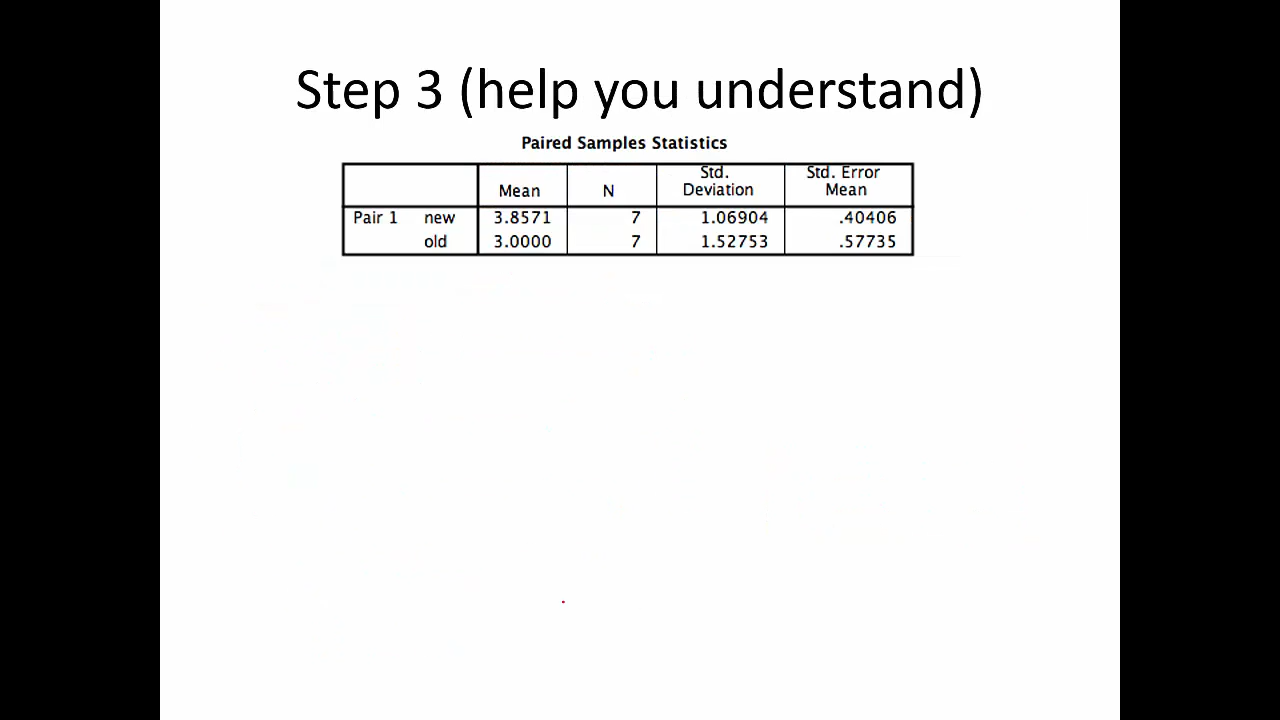 Step 3 (help you understand)
Paired Samples Statistics
Mean N Std. Deviation Std. Error Mean
Pair 1 new 3.8571 7 1.06904 .40406
old 3.0000 7 1.52753 .57735